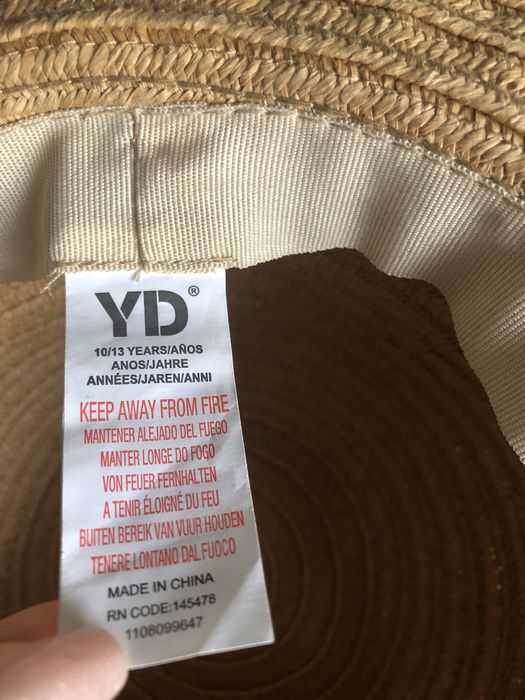 YD®
10/13 YEARS/AÑOS
ANOS/JAHRE
ANNÉES/JAREN/ANNI
KEEP AWAY FROM FIRE
MANTENER ALEJADO DEL FUEGO
MANTER LONGE DO FOGO
VON FEUER FERNHALTEN
A TENIR ÉLOIGNÉ DU FEU
BUITEN BEREIK VAN VUUR HOUDEN
TENERE LONTANO DAL FUOCO
MADE IN CHINA
RN CODE:145478
1108099647